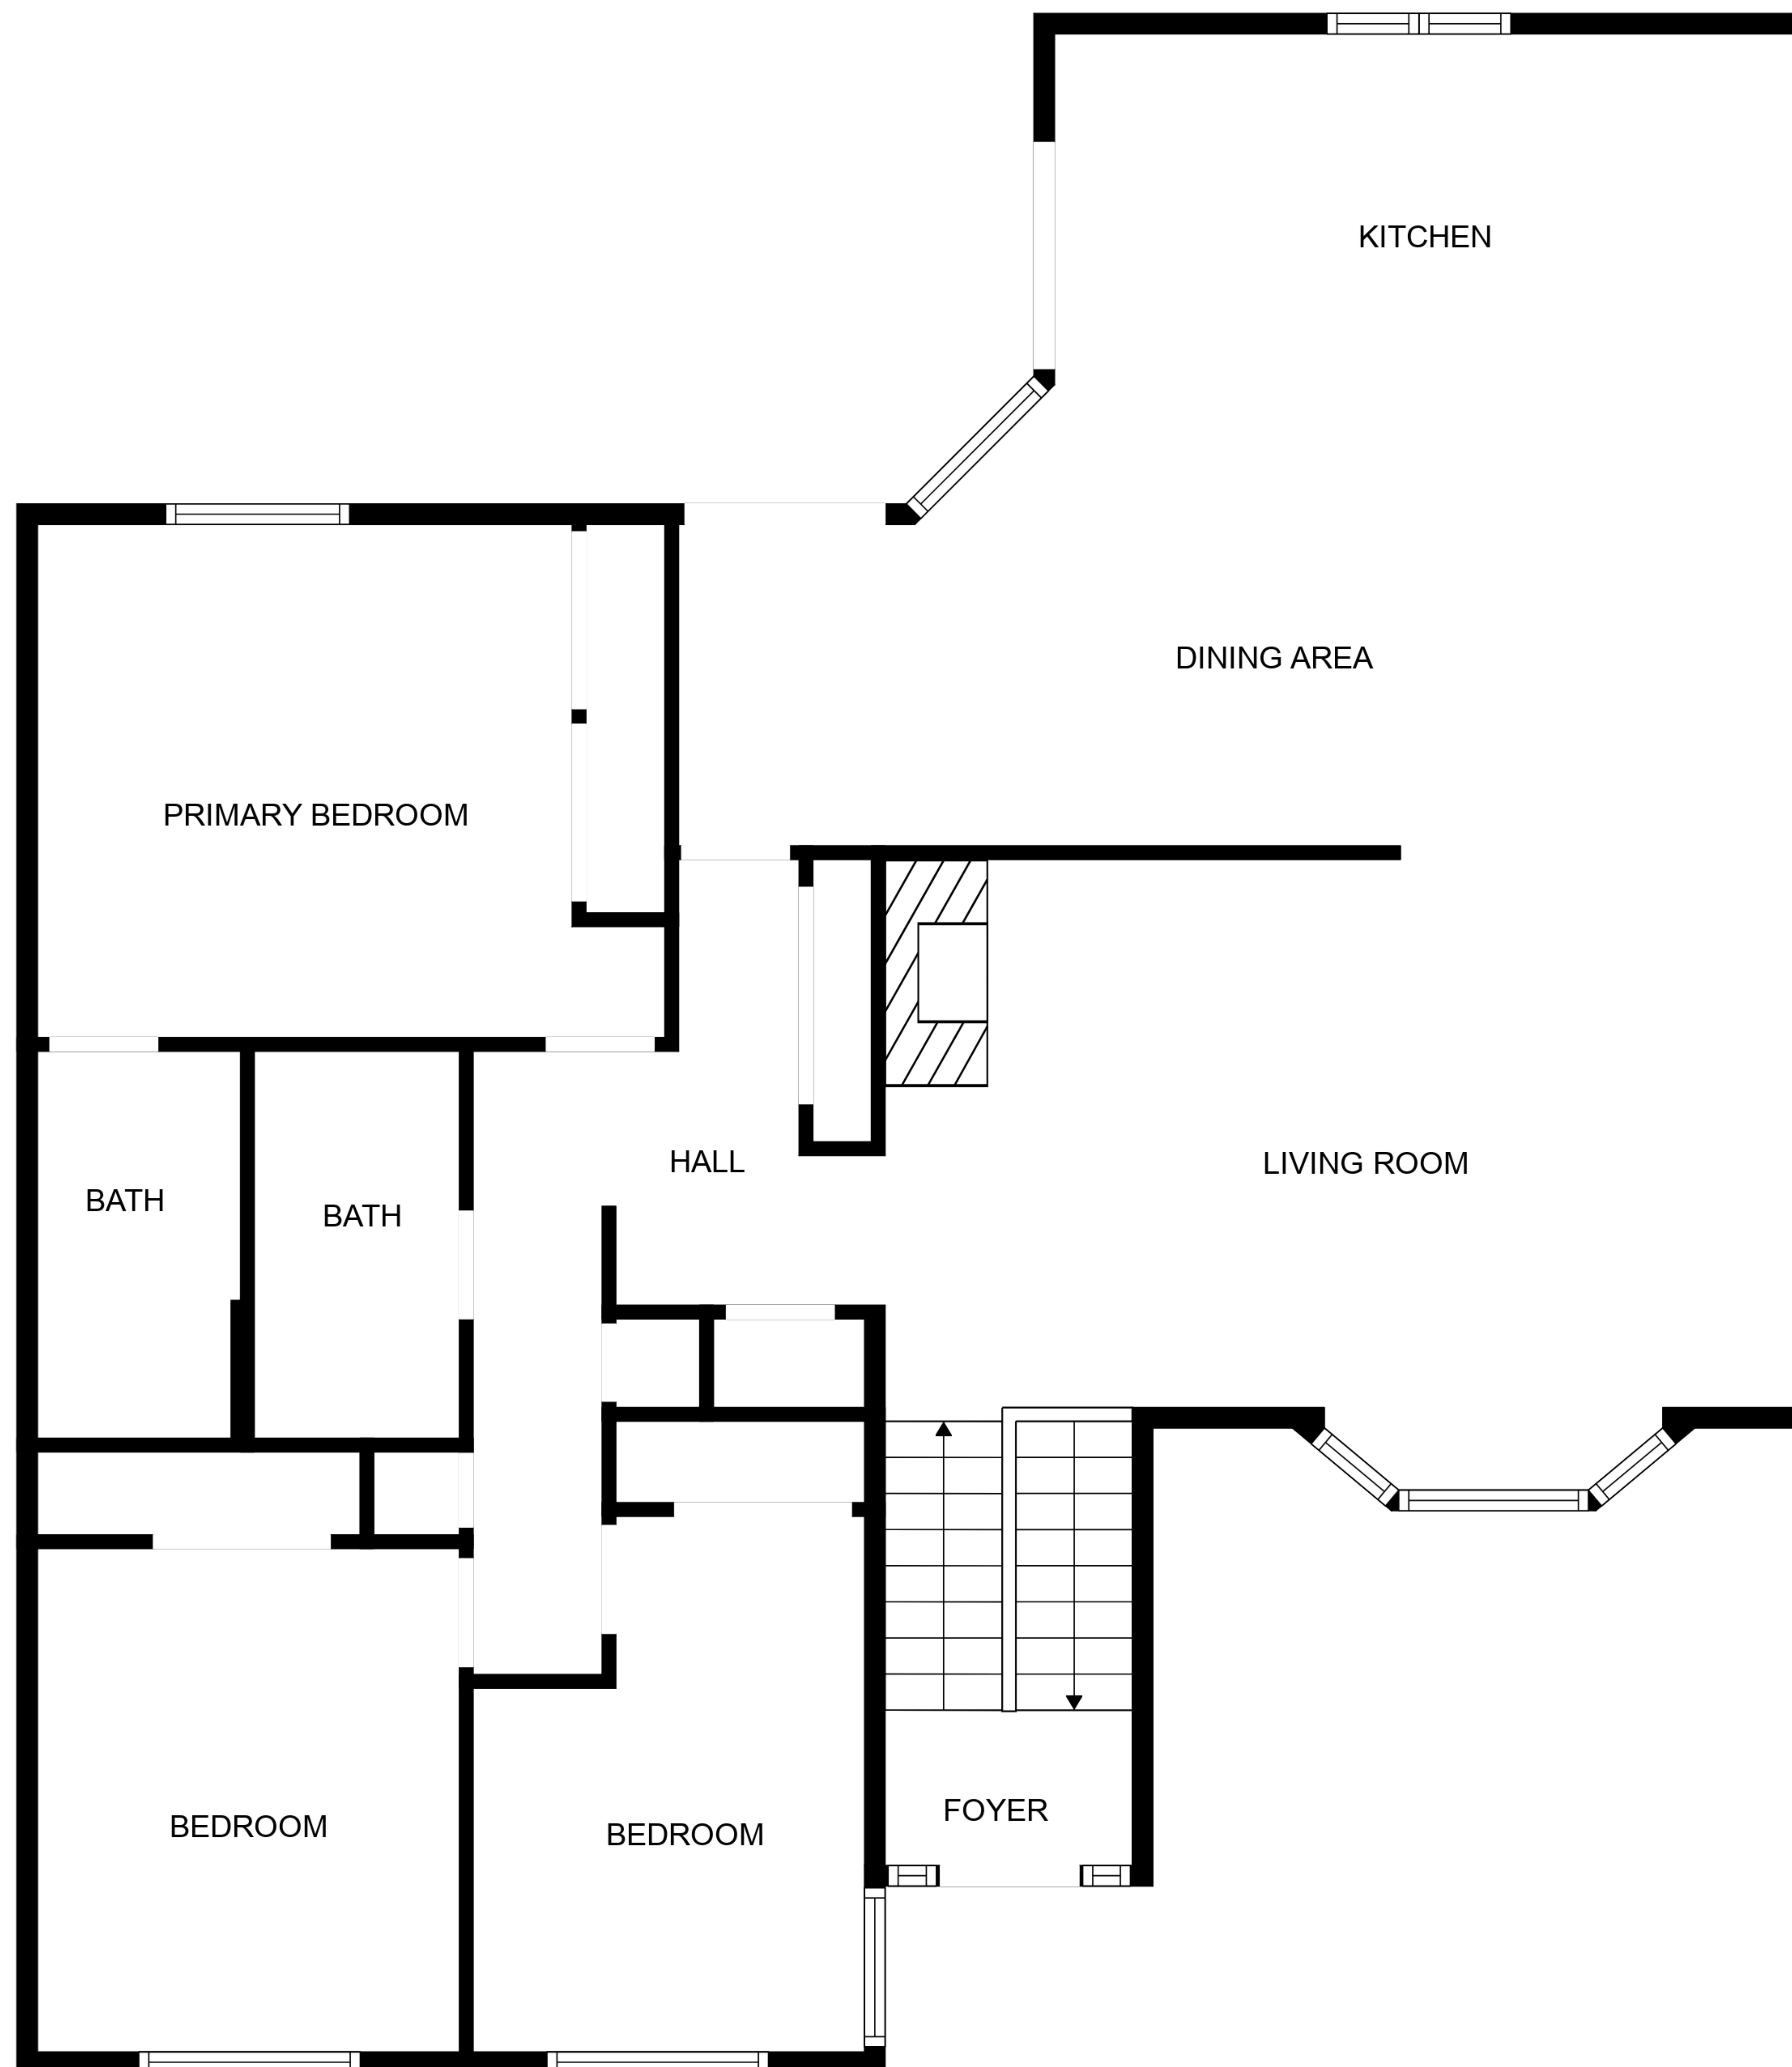 KITCHEN
DINING AREA
PRIMARY BEDROOM
HALL
LIVING ROOM
BATH
BATH
FOYER
BEDROOM
BEDROOM